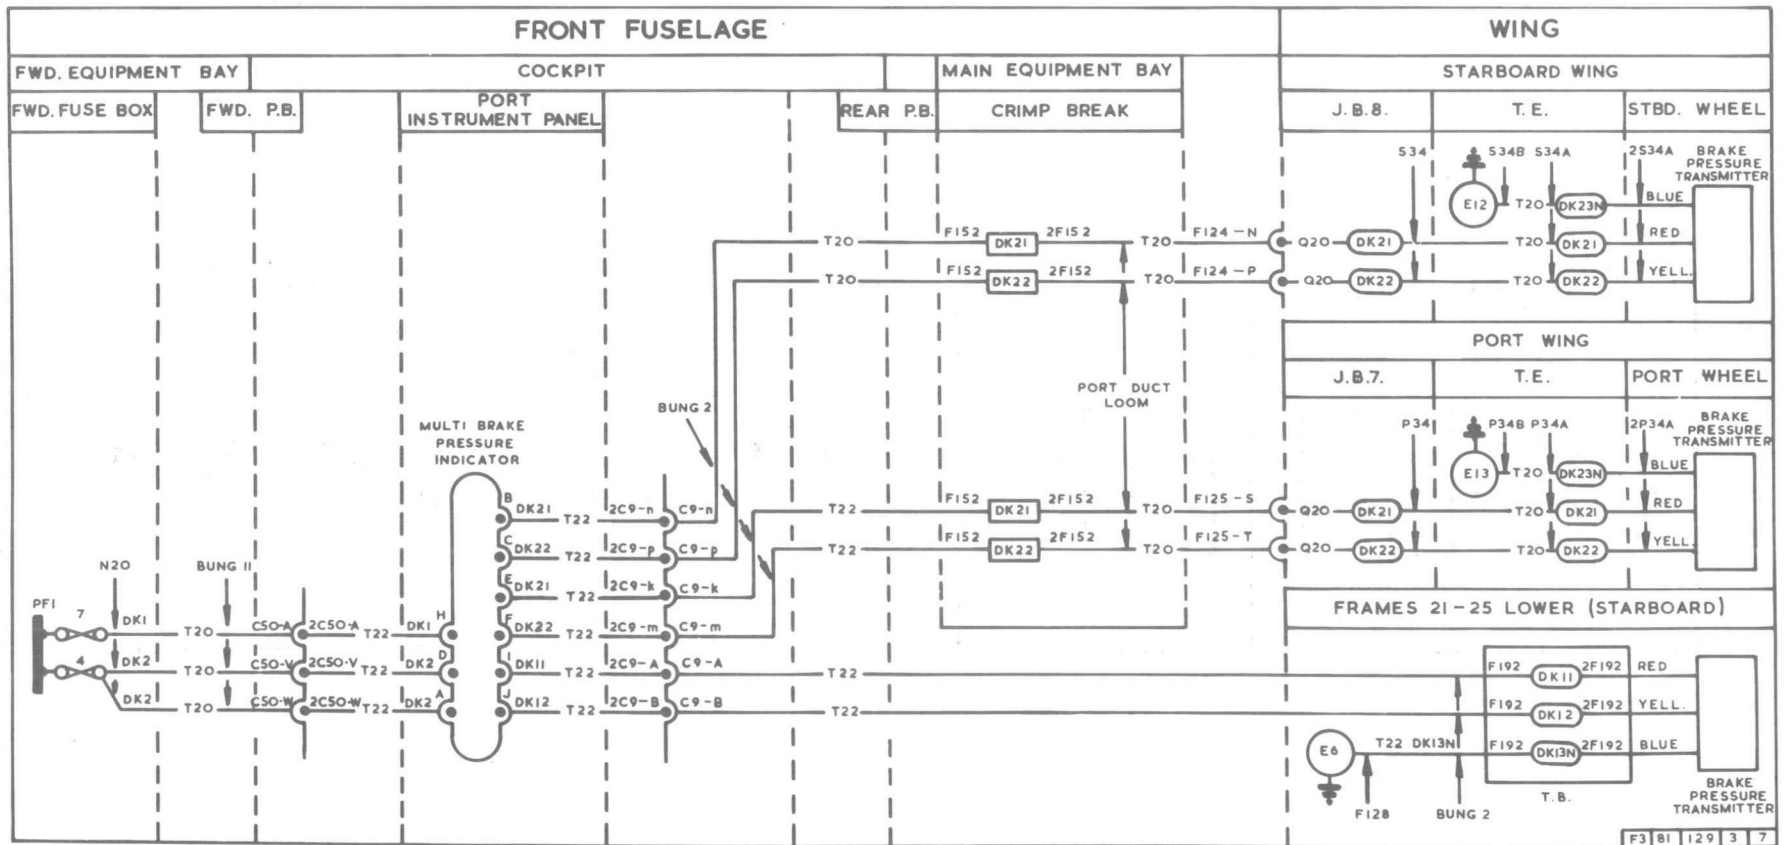 FRONT FUSELAGE
WING
FWD. EQUIPMENT BAY
COCKPIT
MAIN EQUIPMENT BAY
STARBOARD WING
FWD. FUSE BOX
FWD. P.B.
PORT
INSTRUMENT PANEL
REAR P.B.
CRIMP BREAK
J.B.8.
T.E.
STBD. WHEEL
S34
S34B
S34A
2S34A
BRAKE
PRESSURE
TRANSMITTER
E12
T20
DK23N
BLUE
T20
F152
DK21
2F152
T20
F124-N
Q20
DK21
T20
DK21
RED
T20
F152
DK22
2F152
T20
F124-P
Q20
DK22
T20
DK22
YELL.
PORT WING
J.B.7.
T.E.
PORT WHEEL
PORT DUCT
LOOM
BUNG 2
P34
P34B
P34A
2P34A
BRAKE
PRESSURE
TRANSMITTER
MULTI BRAKE
PRESSURE
INDICATOR
E13
T20
DK23N
BLUE
B
DK21
T22
2C9-n
C9-n
T22
F152
DK21
2F152
T20
F125-S
Q20
DK21
T20
DK21
RED
C
DK22
T22
2C9-p
C9-p
T22
F152
DK22
2F152
T20
F125-T
Q20
DK22
T20
DK22
YELL.
N20
BUNG 11
E
DK21
T22
2C9-k
C9-k
FRAMES 21-25 LOWER (STARBOARD)
PF1
7
DK1
T20
C50-A
2C50-A
T22
DK1
H
F
DK22
T22
2C9-m
C9-m
4
DK2
T20
C50-V
2C50-V
T22
DK2
D
I
DK11
T22
2C9-A
C9-A
T22
F192
DK11
2F192
RED
DK2
T20
C50-W
2C50-W
T22
DK2
A
J
DK12
T22
2C9-B
C9-B
T22
F192
DK12
2F192
YELL.
E6
T22 DK13N
F192
DK13N
2F192
BLUE
T.B.
F128
BUNG 2
BRAKE
PRESSURE
TRANSMITTER
F3 B1 129 3 7